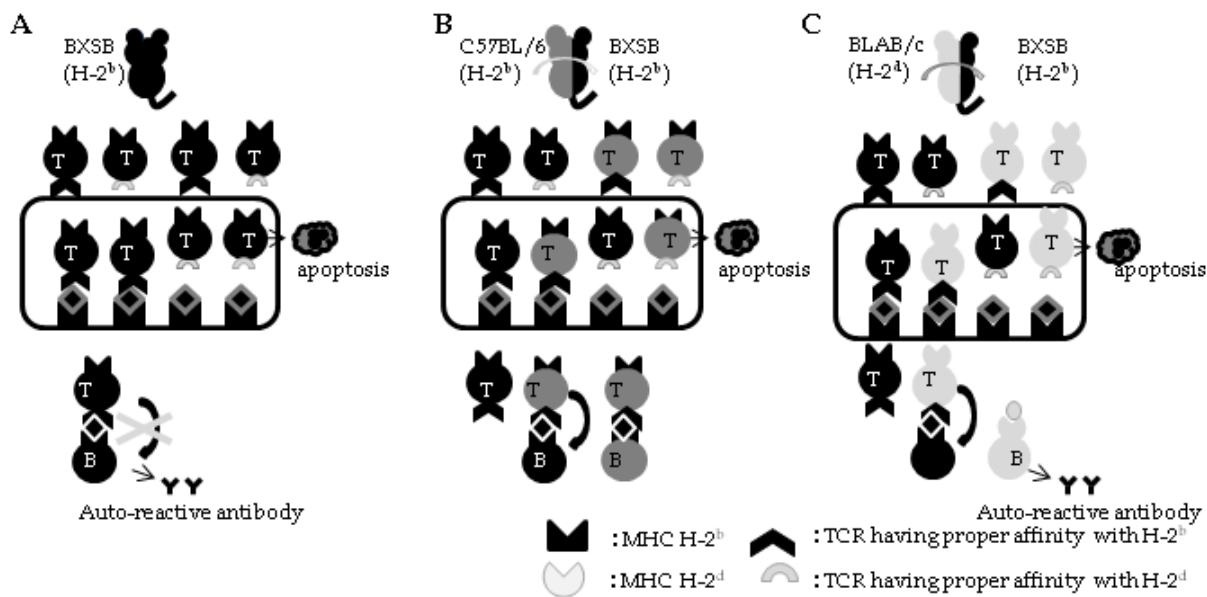 A
BXSB
(H-2ᵇ)
T
T
T
T
T
T
T
T
apoptosis
T
B
Auto-reactive antibody
B
C57BL/6
(H-2ᵇ)
BXSB
(H-2ᵇ)
T
T
T
T
T
T
T
T
apoptosis
T
T
T
B
B
C
BLAB/c
(H-2ᵈ)
BXSB
(H-2ᵇ)
T
T
T
T
T
T
T
T
apoptosis
T
T
B
Auto-reactive antibody
: MHC H-2ᵇ
: TCR having proper affinity with H-2ᵇ
: MHC H-2ᵈ
: TCR having proper affinity with H-2ᵈ